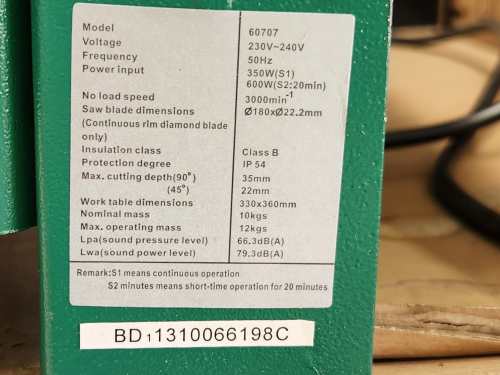 Model 60707
Voltage 230V~240V
Frequency 50Hz
Power input 350W(S1)
600W(S2:20min)
No load speed 3000min⁻¹
Saw blade dimensions Ø180xØ22.2mm
(Continuous rim diamond blade
only)
Insulation class Class B
Protection degree IP 54
Max. cutting depth(90°) 35mm
(45°) 22mm
Work table dimensions 330x360mm
Nominal mass 10kgs
Max. operating mass 12kgs
Lpa(sound pressure level) 66.3dB(A)
Lwa(sound power level) 79.3dB(A)
Remark:S1 means continuous operation
S2 minutes means short-time operation for 20 minutes
BD 1 1310066198C